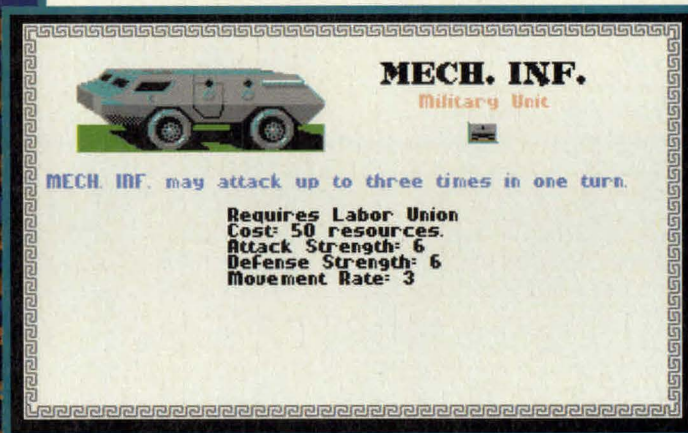 MECH. INF.
Military Unit
MECH. INF. may attack up to three times in one turn.
Requires Labor Union
Cost: 50 resources.
Attack Strength: 6
Defense Strength: 6
Movement Rate: 3